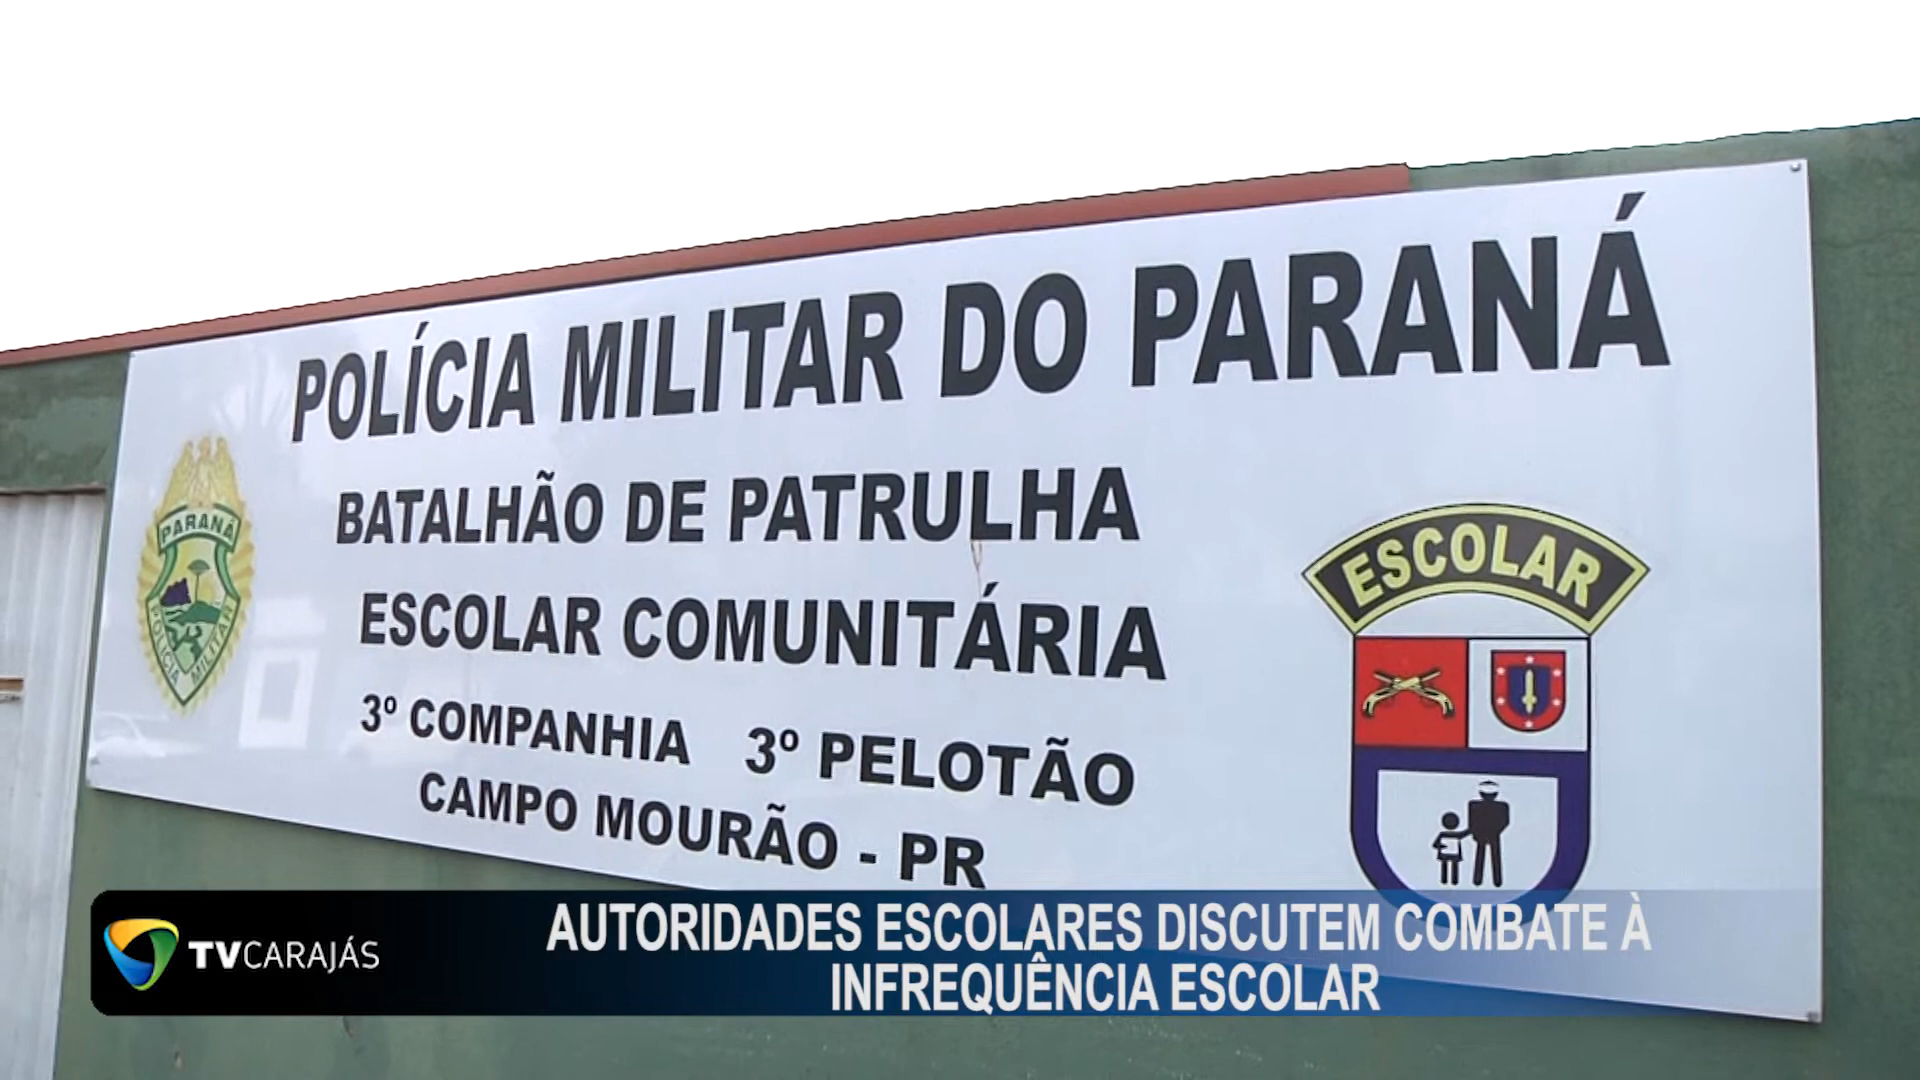 POLÍCIA MILITAR DO PARANÁ
BATALHÃO DE PATRULHA
ESCOLAR COMUNITÁRIA
3º COMPANHIA 3º PELOTÃO
CAMPO MOURÃO - PR
PARANÁ
POLICIA MILITAR
ESCOLAR
TVCARAJÁS
AUTORIDADES ESCOLARES DISCUTEM COMBATE À
INFREQUÊNCIA ESCOLAR